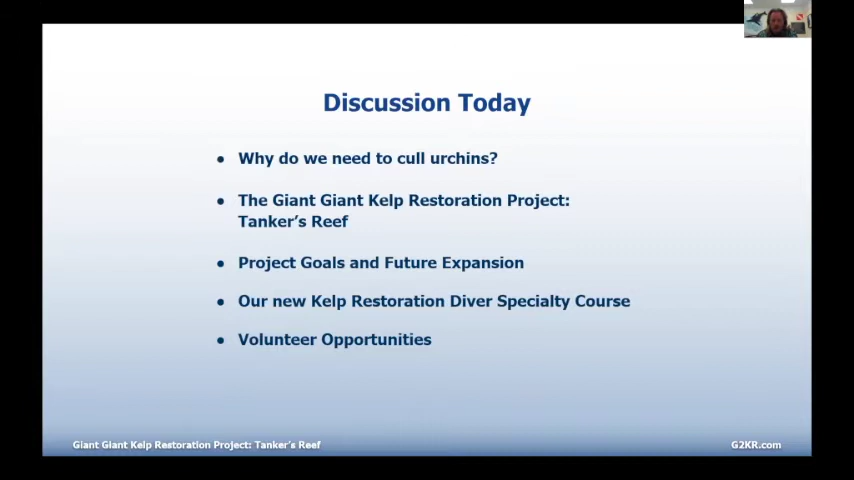 Discussion Today
• Why do we need to cull urchins?
• The Giant Giant Kelp Restoration Project:
Tanker's Reef
• Project Goals and Future Expansion
• Our new Kelp Restoration Diver Specialty Course
• Volunteer Opportunities
Giant Giant Kelp Restoration Project: Tanker's Reef
G2KR.com